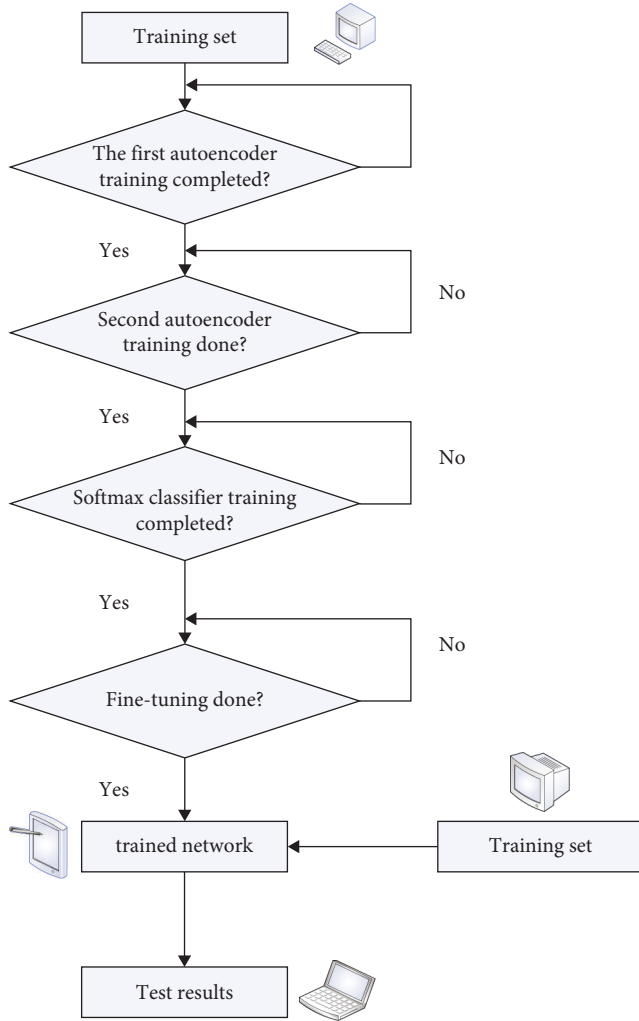 Training set
The first autoencoder
training completed?
Yes
No
Second autoencoder
training done?
Yes
No
Softmax classifier training
completed?
Yes
No
Fine-tuning done?
Yes
trained network
Training set
Test results